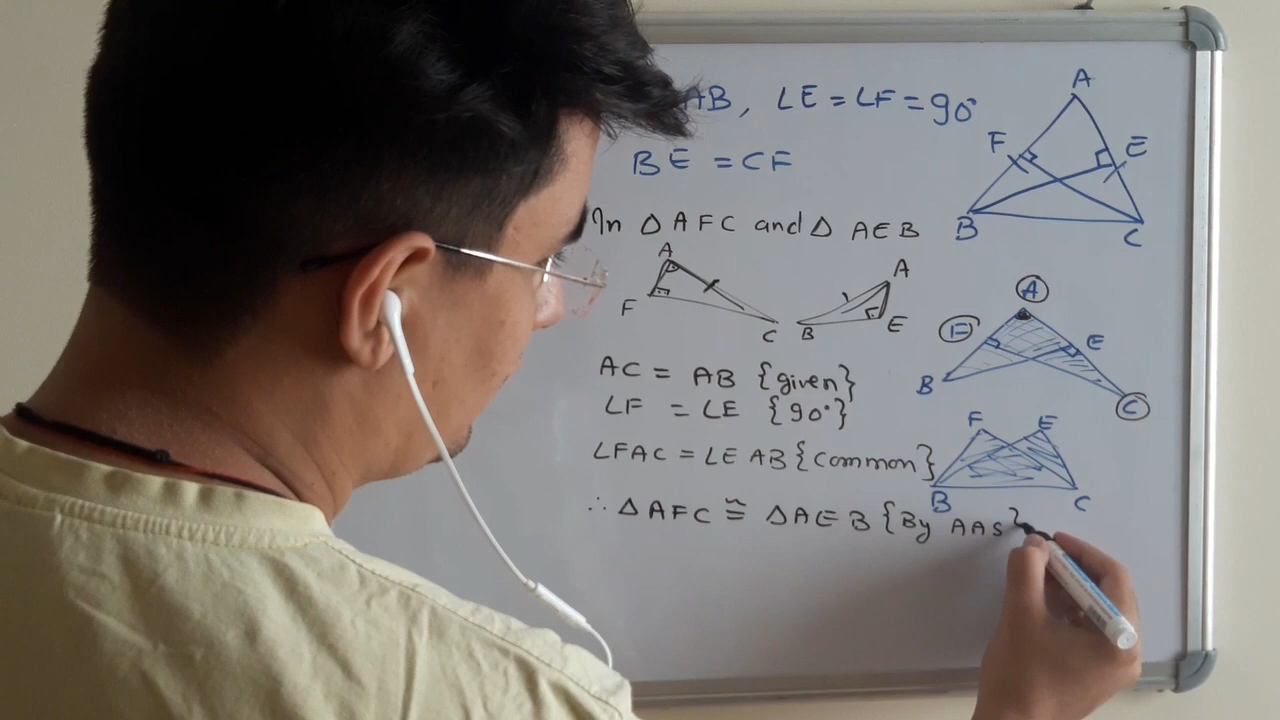 AB, ∠E = ∠F = 90°
BE = CF
In △ AFC and △ AEB
A
F
C
B
A
E
AC = AB {given}
∠F = ∠E {90°}
∠FAC = ∠EAB {Common}
∴ △AFC ≅ △AEB {By AAS}
A
F
E
B
C
A
F
E
B
C
F
E
B
C